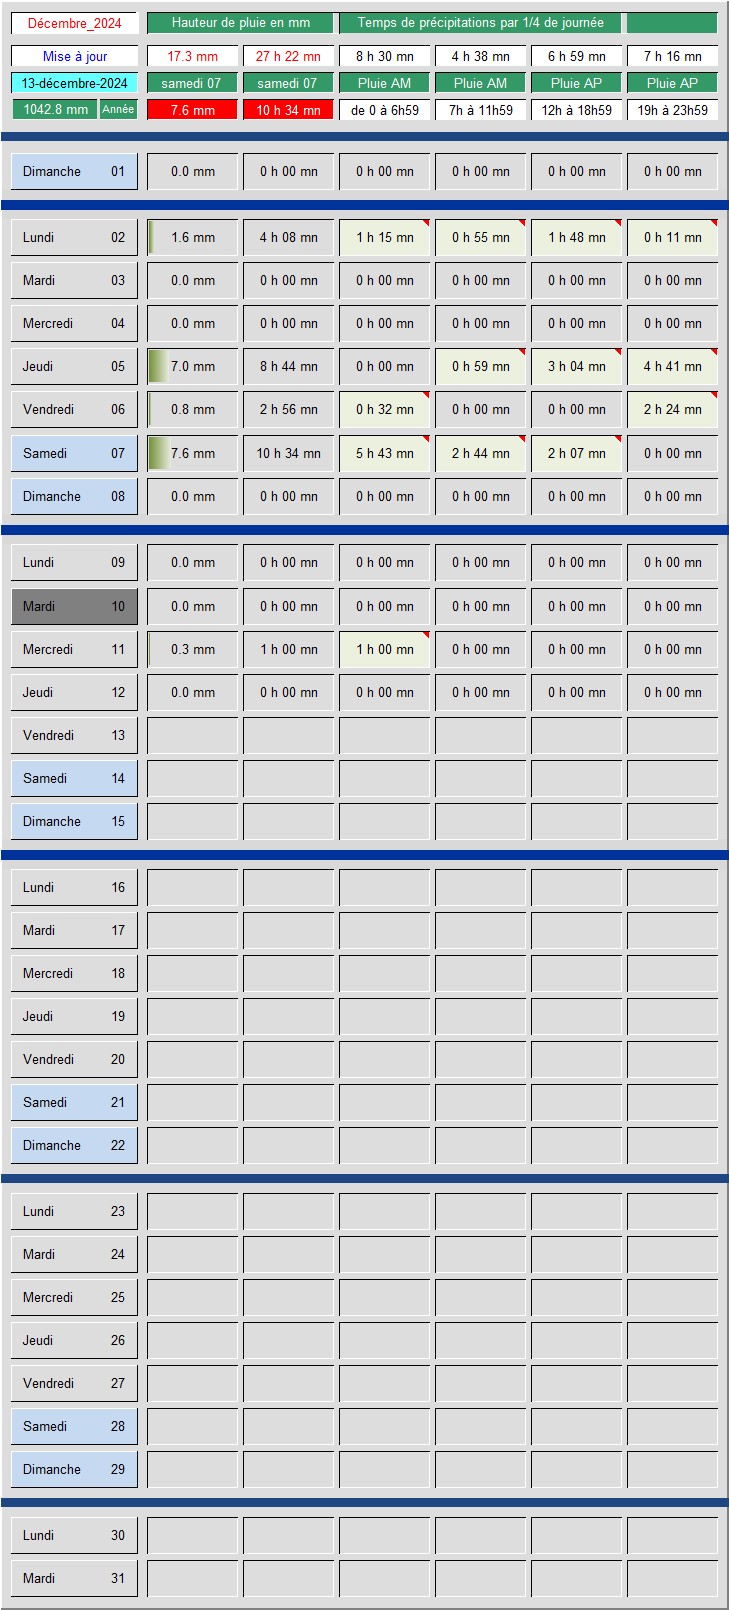 Décembre_2024 Hauteur de pluie en mm Temps de précipitations par 1/4 de journée
Mise à jour 17.3 mm 27 h 22 mn 8 h 30 mn 4 h 38 mn 6 h 59 mn 7 h 16 mn
13-décembre-2024 samedi 07 samedi 07 Pluie AM Pluie AM Pluie AP Pluie AP
1042.8 mm Année 7.6 mm 10 h 34 mn de 0 à 6h59 7h à 11h59 12h à 18h59 19h à 23h59
Dimanche 01 0.0 mm 0 h 00 mn 0 h 00 mn 0 h 00 mn 0 h 00 mn 0 h 00 mn
Lundi 02 1.6 mm 4 h 08 mn 1 h 15 mn 0 h 55 mn 1 h 48 mn 0 h 11 mn
Mardi 03 0.0 mm 0 h 00 mn 0 h 00 mn 0 h 00 mn 0 h 00 mn 0 h 00 mn
Mercredi 04 0.0 mm 0 h 00 mn 0 h 00 mn 0 h 00 mn 0 h 00 mn 0 h 00 mn
Jeudi 05 7.0 mm 8 h 44 mn 0 h 00 mn 0 h 59 mn 3 h 04 mn 4 h 41 mn
Vendredi 06 0.8 mm 2 h 56 mn 0 h 32 mn 0 h 00 mn 0 h 00 mn 2 h 24 mn
Samedi 07 7.6 mm 10 h 34 mn 5 h 43 mn 2 h 44 mn 2 h 07 mn 0 h 00 mn
Dimanche 08 0.0 mm 0 h 00 mn 0 h 00 mn 0 h 00 mn 0 h 00 mn 0 h 00 mn
Lundi 09 0.0 mm 0 h 00 mn 0 h 00 mn 0 h 00 mn 0 h 00 mn 0 h 00 mn
Mardi 10 0.0 mm 0 h 00 mn 0 h 00 mn 0 h 00 mn 0 h 00 mn 0 h 00 mn
Mercredi 11 0.3 mm 1 h 00 mn 1 h 00 mn 0 h 00 mn 0 h 00 mn 0 h 00 mn
Jeudi 12 0.0 mm 0 h 00 mn 0 h 00 mn 0 h 00 mn 0 h 00 mn 0 h 00 mn
Vendredi 13
Samedi 14
Dimanche 15
Lundi 16
Mardi 17
Mercredi 18
Jeudi 19
Vendredi 20
Samedi 21
Dimanche 22
Lundi 23
Mardi 24
Mercredi 25
Jeudi 26
Vendredi 27
Samedi 28
Dimanche 29
Lundi 30
Mardi 31